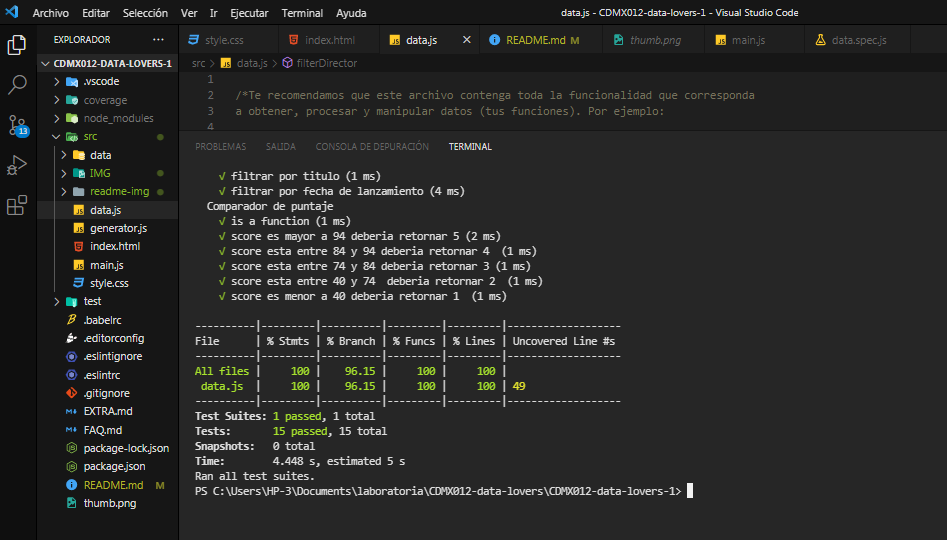 Archivo Editar Selección Ver Ir Ejecutar Terminal Ayuda data.js - CDMX012-data-lovers-1 - Visual Studio Code
EXPLORADOR ...
style.css index.html data.js README.md M thumb.png main.js data.spec.js
CDMX012-DATA-LOVERS-1
.vscode
coverage
node_modules
src
data
IMG
readme-img
data.js
generator.js
index.html
main.js
style.css
test
.babelrc
.editorconfig
.eslintignore
.eslintrc
.gitignore
EXTRA.md
FAQ.md
package-lock.json
package.json
README.md M
thumb.png
13
src > data.js > filterDirector
1
2 /*Te recomendamos que este archivo contenga toda la funcionalidad que corresponda
3 a obtener, procesar y manipular datos (tus funciones). Por ejemplo:
4
PROBLEMAS SALIDA CONSOLA DE DEPURACIÓN TERMINAL
√ filtrar por titulo (1 ms)
√ filtrar por fecha de lanzamiento (4 ms)
Comparador de puntaje
√ is a function (1 ms)
√ score es mayor a 94 deberia retornar 5 (2 ms)
√ score esta entre 84 y 94 deberia retornar 4  (1 ms)
√ score esta entre 74 y 84 deberia retornar 3 (1 ms)
√ score esta entre 40 y 74  deberia retornar 2  (1 ms)
√ score es menor a 40 deberia retornar 1  (1 ms)
----------|---------|----------|---------|---------|-------------------
File      | % Stmts | % Branch | % Funcs | % Lines | Uncovered Line #s
----------|---------|----------|---------|---------|-------------------
All files |     100 |    96.15 |     100 |     100 |
data.js  |     100 |    96.15 |     100 |     100 | 49
----------|---------|----------|---------|---------|-------------------
Test Suites: 1 passed, 1 total
Tests:       15 passed, 15 total
Snapshots:   0 total
Time:        4.448 s, estimated 5 s
Ran all test suites.
PS C:\Users\HP-3\Documents\laboratoria\CDMX012-data-lovers\CDMX012-data-lovers-1>